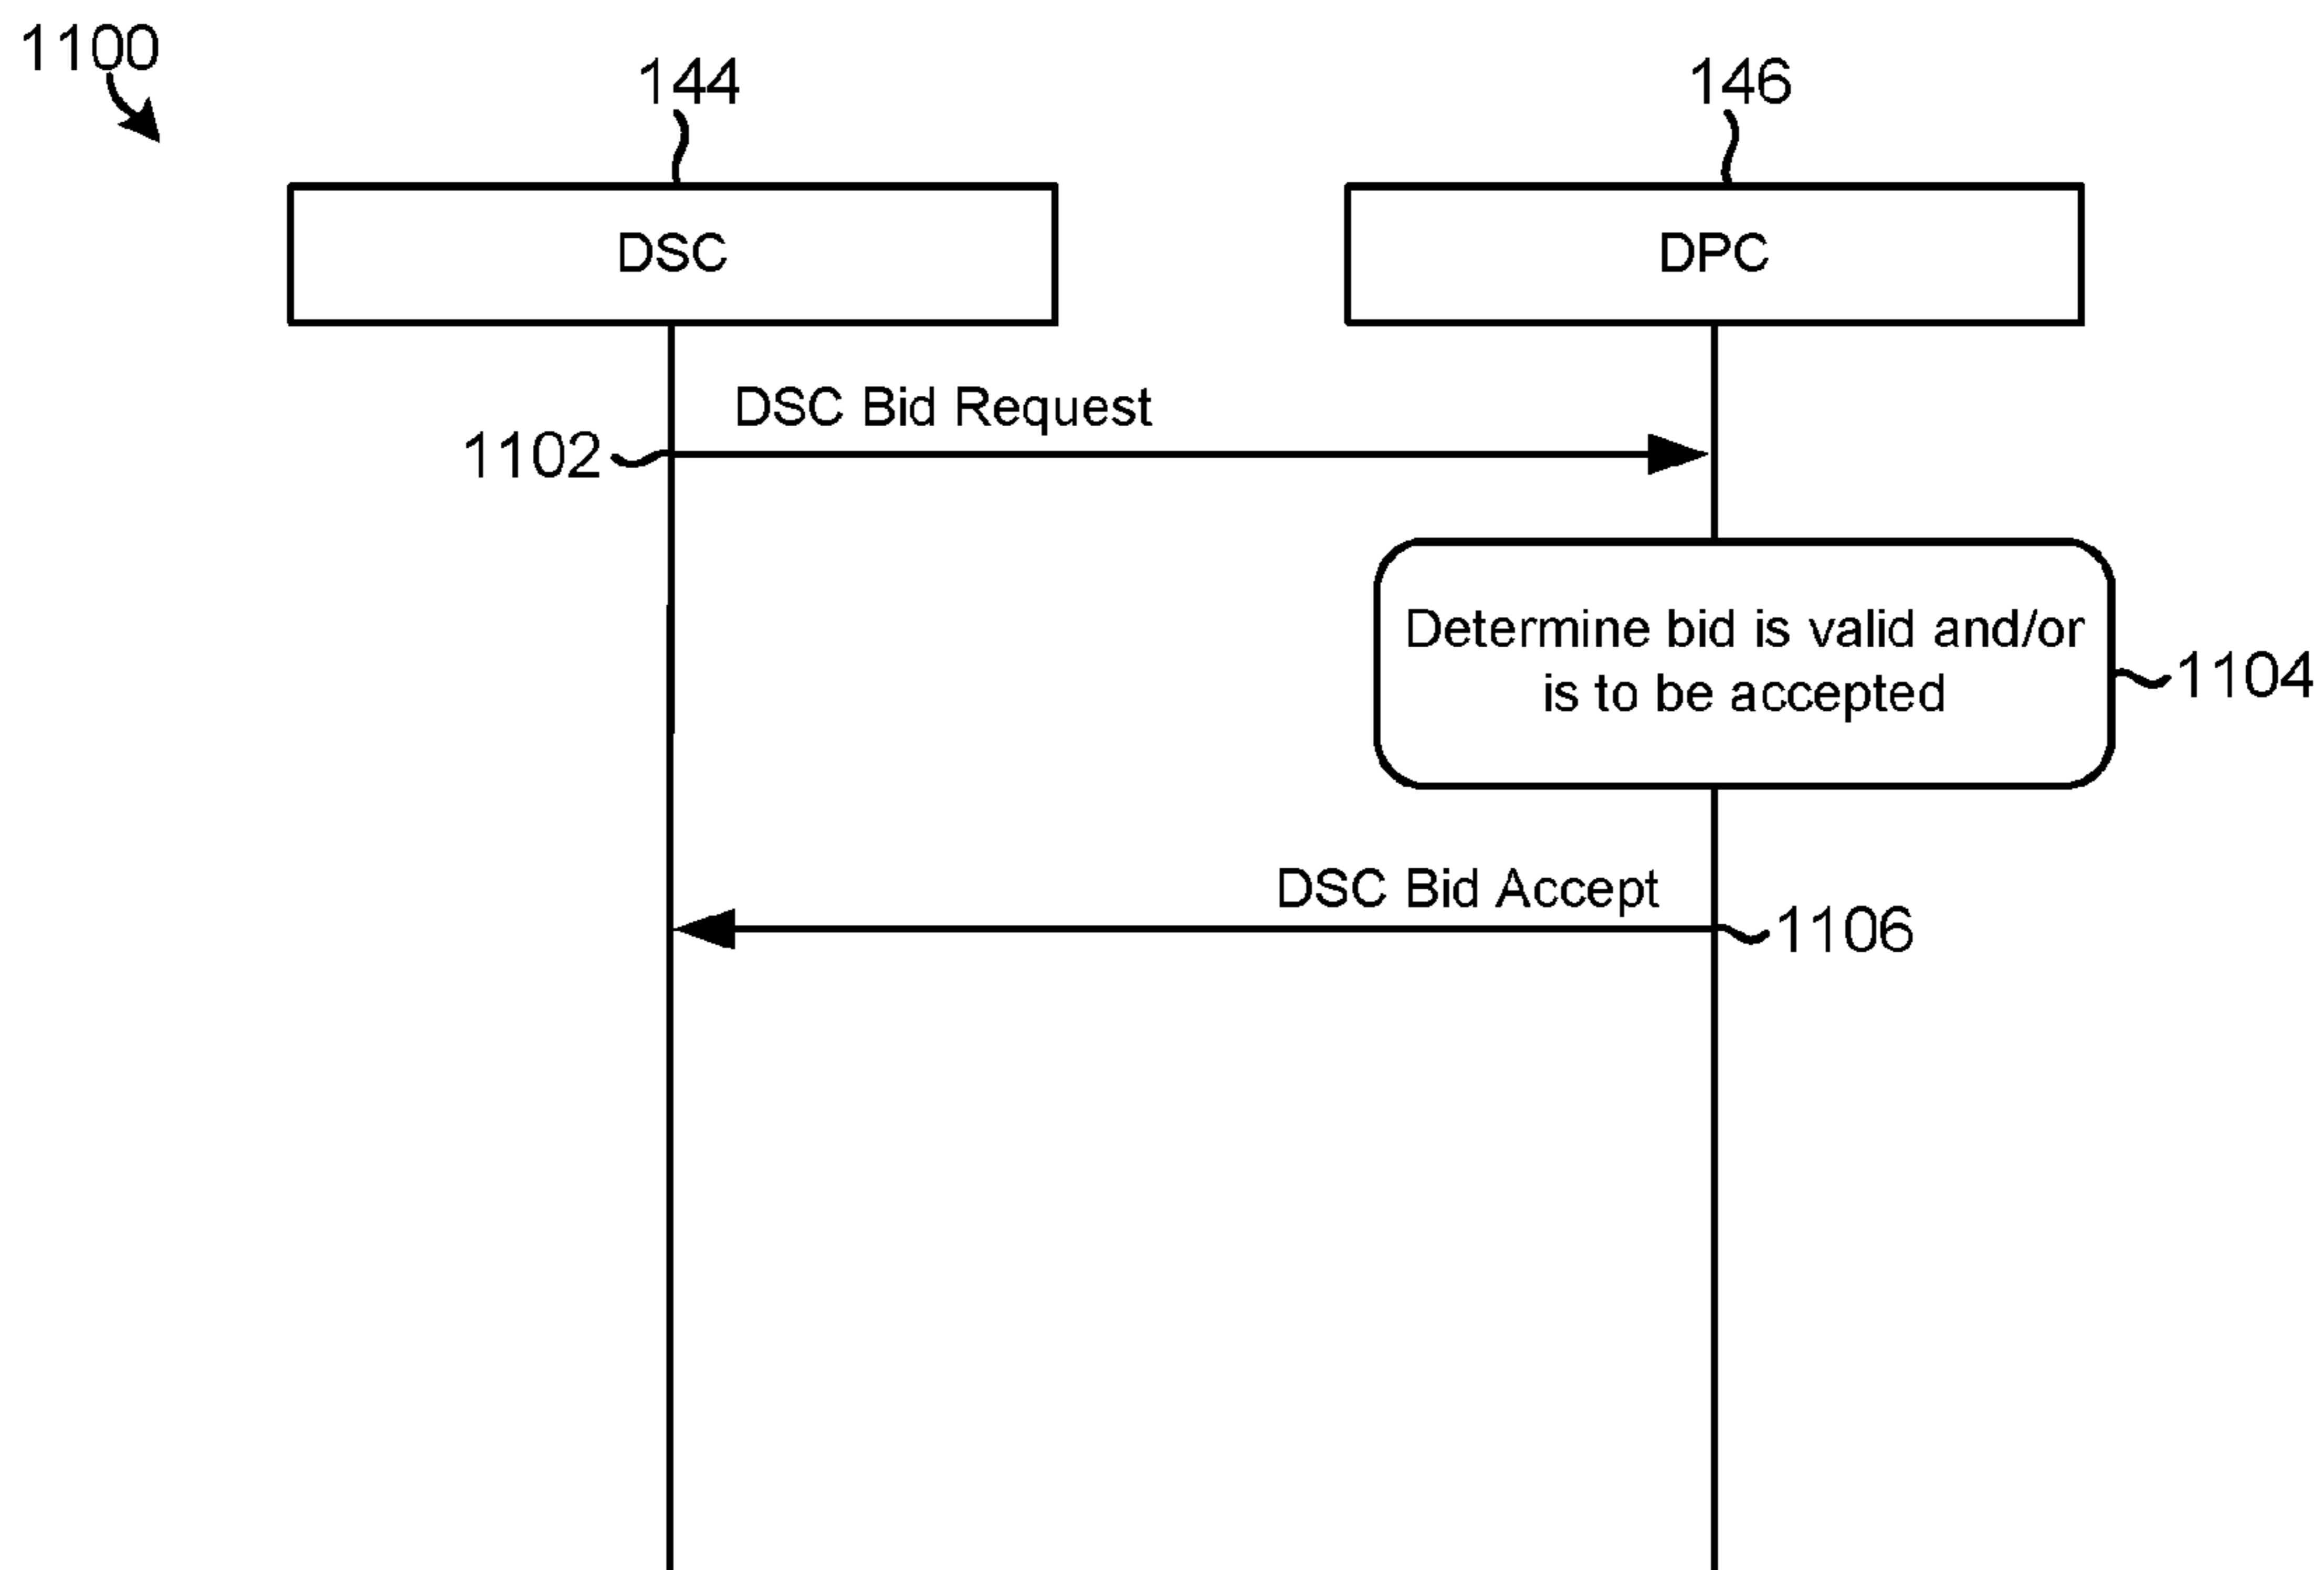 1100
144
146
DSC
DPC
DSC Bid Request
1102
Determine bid is valid and/or
is to be accepted
1104
DSC Bid Accept
1106